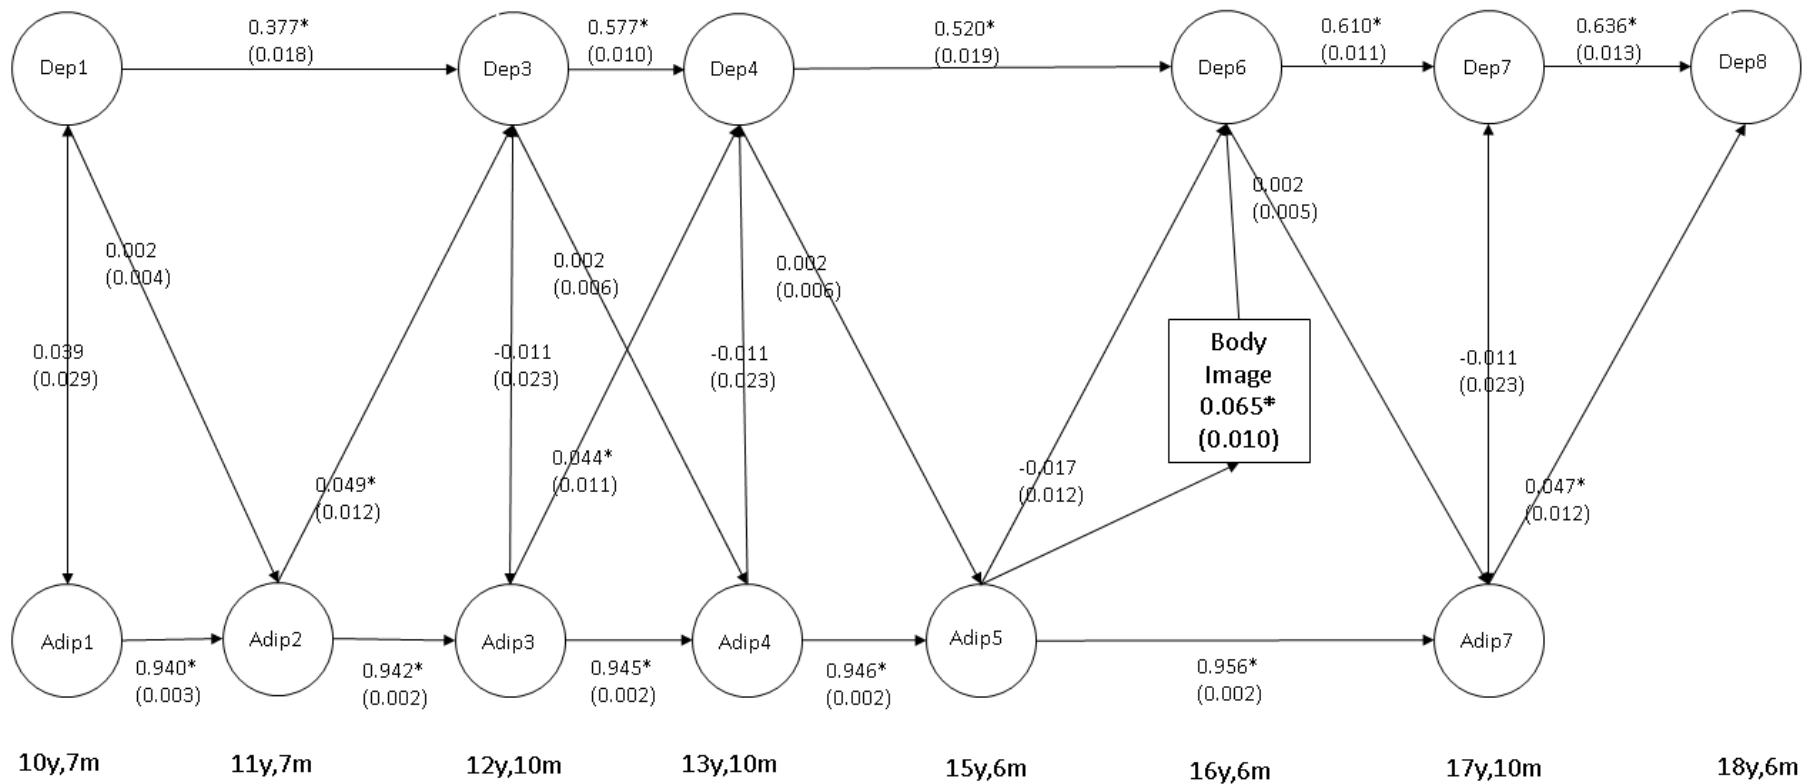 0.377*
(0.018)
0.577*
(0.010)
0.520*
(0.019)
0.610*
(0.011)
0.636*
(0.013)
Dep1
Dep3
Dep4
Dep6
Dep7
Dep8
0.002
(0.005)
0.002
(0.004)
0.002
(0.006)
0.002
(0.006)
0.039
(0.029)
-0.011
(0.023)
-0.011
(0.023)
Body
Image
0.065*
(0.010)
-0.011
(0.023)
0.049*
(0.012)
0.044*
(0.011)
-0.017
(0.012)
0.047*
(0.012)
Adip1
Adip2
Adip3
Adip4
Adip5
Adip7
0.940*
(0.003)
0.942*
(0.002)
0.945*
(0.002)
0.946*
(0.002)
0.956*
(0.002)
10y,7m
11y,7m
12y,10m
13y,10m
15y,6m
16y,6m
17y,10m
18y,6m